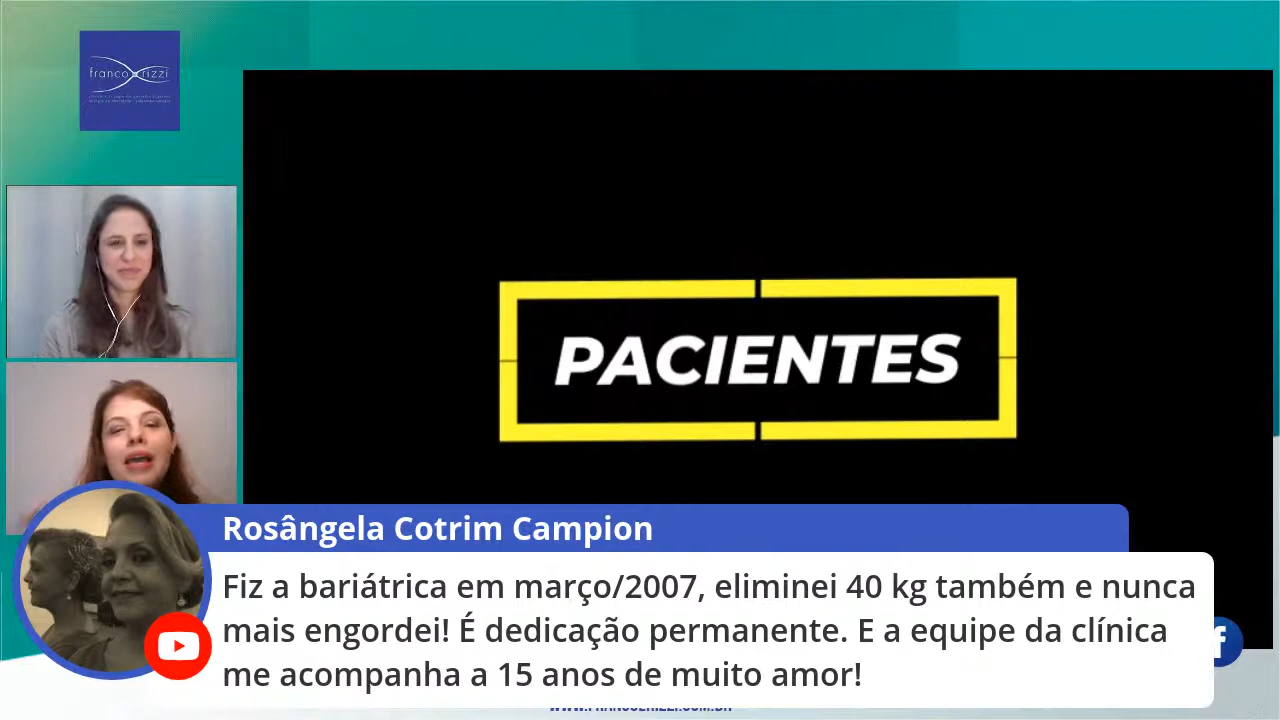 franco rizzi
PACIENTES
Rosângela Cotrim Campion
Fiz a bariátrica em março/2007, eliminei 40 kg também e nunca
mais engordei! É dedicação permanente. E a equipe da clínica
me acompanha a 15 anos de muito amor!
f